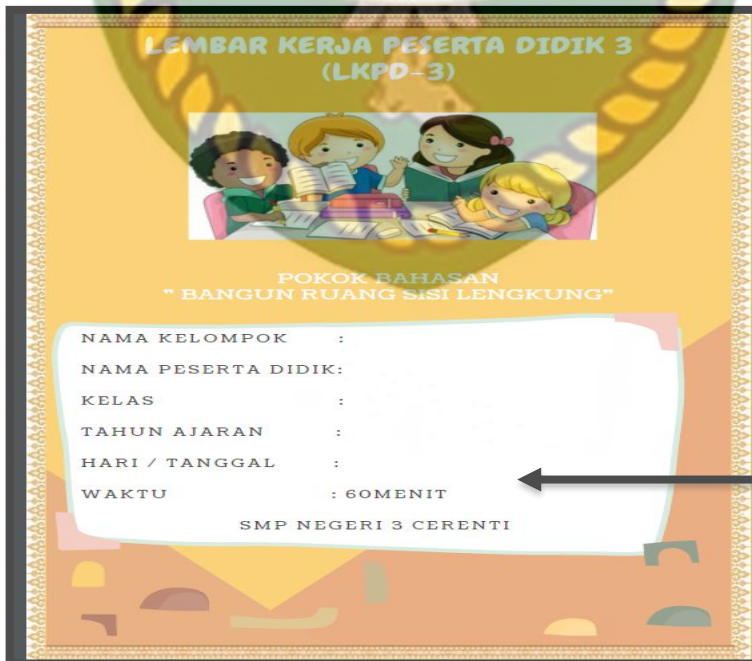 LEMBAR KERJA PESERTA DIDIK 3
(LKPD-3)
POKOK BAHASAN
" BANGUN RUANG SISI LENGKUNG"
NAMA KELOMPOK :
NAMA PESERTA DIDIK:
KELAS :
TAHUN AJARAN :
HARI / TANGGAL :
WAKTU : 60MENIT
SMP NEGERI 3 CERENTI